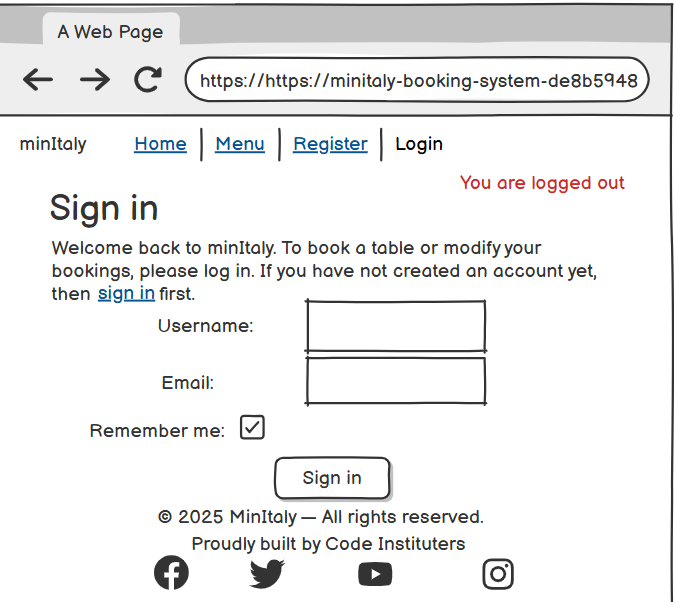 A Web Page
https://https://minitaly-booking-system-de8b5948
minItaly Home Menu Register Login
You are logged out
Sign in
Welcome back to minItaly. To book a table or modify your
bookings, please log in. If you have not created an account yet,
then sign in first.
Username:
Email:
Remember me:
Sign in
© 2025 MinItaly — All rights reserved.
Proudly built by Code Instituters